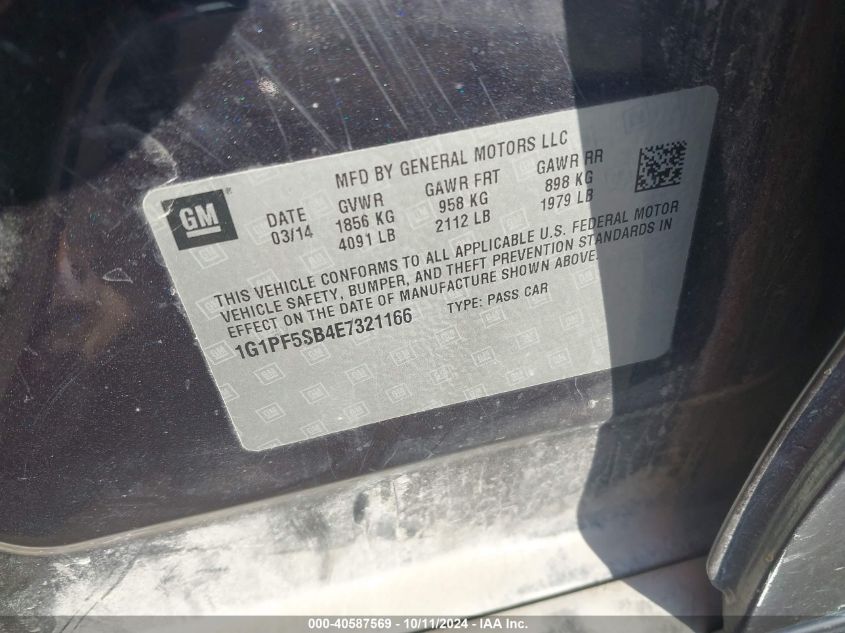 MFD BY GENERAL MOTORS LLC
GM
DATE GVWR GAWR FRT GAWR RR
03/14 1856 KG 958 KG 898 KG
4091 LB 2112 LB 1979 LB
THIS VEHICLE CONFORMS TO ALL APPLICABLE U.S. FEDERAL MOTOR
VEHICLE SAFETY, BUMPER, AND THEFT PREVENTION STANDARDS IN
EFFECT ON THE DATE OF MANUFACTURE SHOWN ABOVE.
1G1PF5SB4E7321166 TYPE: PASS CAR
000-40587569 - 10/11/2024 - © IAA, Inc.